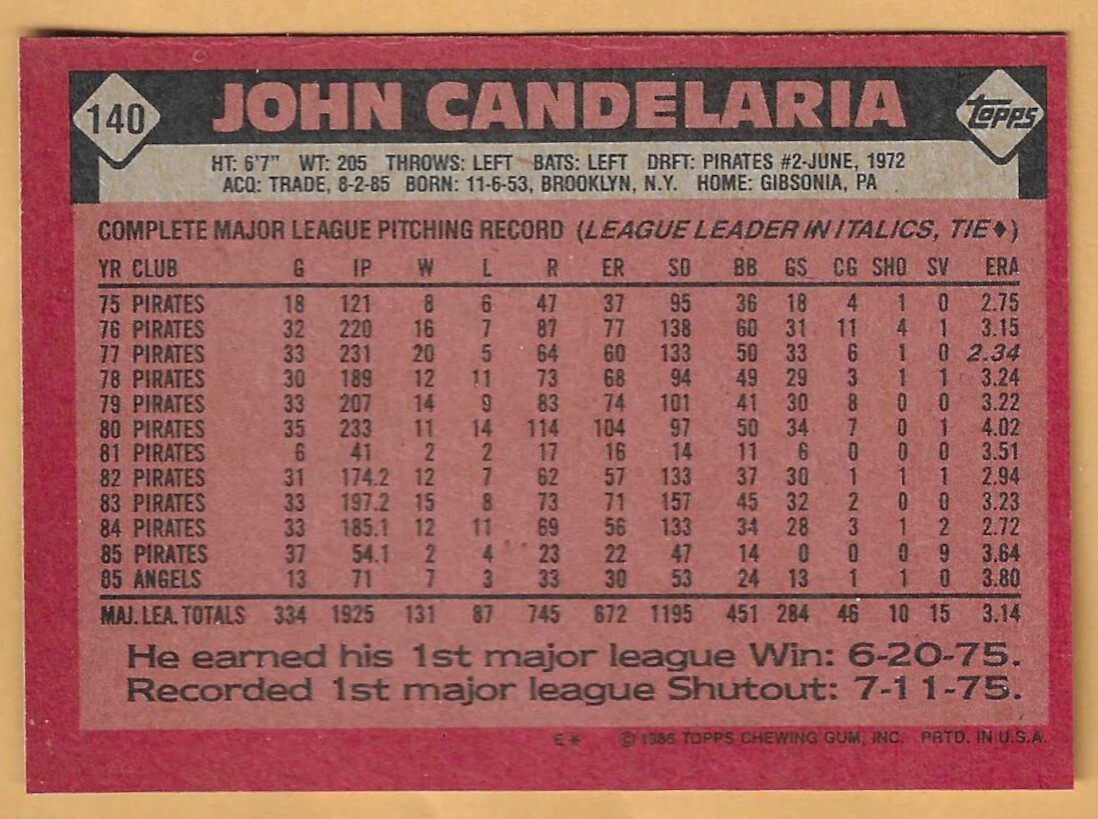 140
JOHN CANDELARIA
topps
HT: 6'7" WT: 205 THROWS: LEFT BATS: LEFT DRFT: PIRATES #2-JUNE, 1972
ACQ: TRADE, 8-2-85 BORN: 11-6-53, BROOKLYN, N.Y. HOME: GIBSONIA, PA
COMPLETE MAJOR LEAGUE PITCHING RECORD (LEAGUE LEADER IN ITALICS, TIE♦)
YR CLUB G IP W L R ER SO BB GS CG SHO SV ERA
75 PIRATES 18 121 8 6 47 37 95 36 18 4 1 0 2.75
76 PIRATES 32 220 16 7 87 77 138 60 31 11 4 1 3.15
77 PIRATES 33 231 20 5 64 60 133 50 33 6 1 0 2.34
78 PIRATES 30 189 12 11 73 68 94 49 29 3 1 1 3.24
79 PIRATES 33 207 14 9 83 74 101 41 30 8 0 0 3.22
80 PIRATES 35 233 11 14 114 104 97 50 34 7 0 1 4.02
81 PIRATES 6 41 2 2 17 16 14 11 6 0 0 0 3.51
82 PIRATES 31 174.2 12 7 62 57 133 37 30 1 1 1 2.94
83 PIRATES 33 197.2 15 8 73 71 157 45 32 2 0 0 3.23
84 PIRATES 33 185.1 12 11 69 56 133 34 28 3 1 2 2.72
85 PIRATES 37 54.1 2 4 23 22 47 14 0 0 0 9 3.64
85 ANGELS 13 71 7 3 33 30 53 24 13 1 1 0 3.80
MAJ. LEA. TOTALS 334 1925 131 87 745 672 1195 451 284 46 10 15 3.14
He earned his 1st major league Win: 6-20-75.
Recorded 1st major league Shutout: 7-11-75.
E* © 1986 TOPPS CHEWING GUM, INC. PRTD. IN U.S.A.